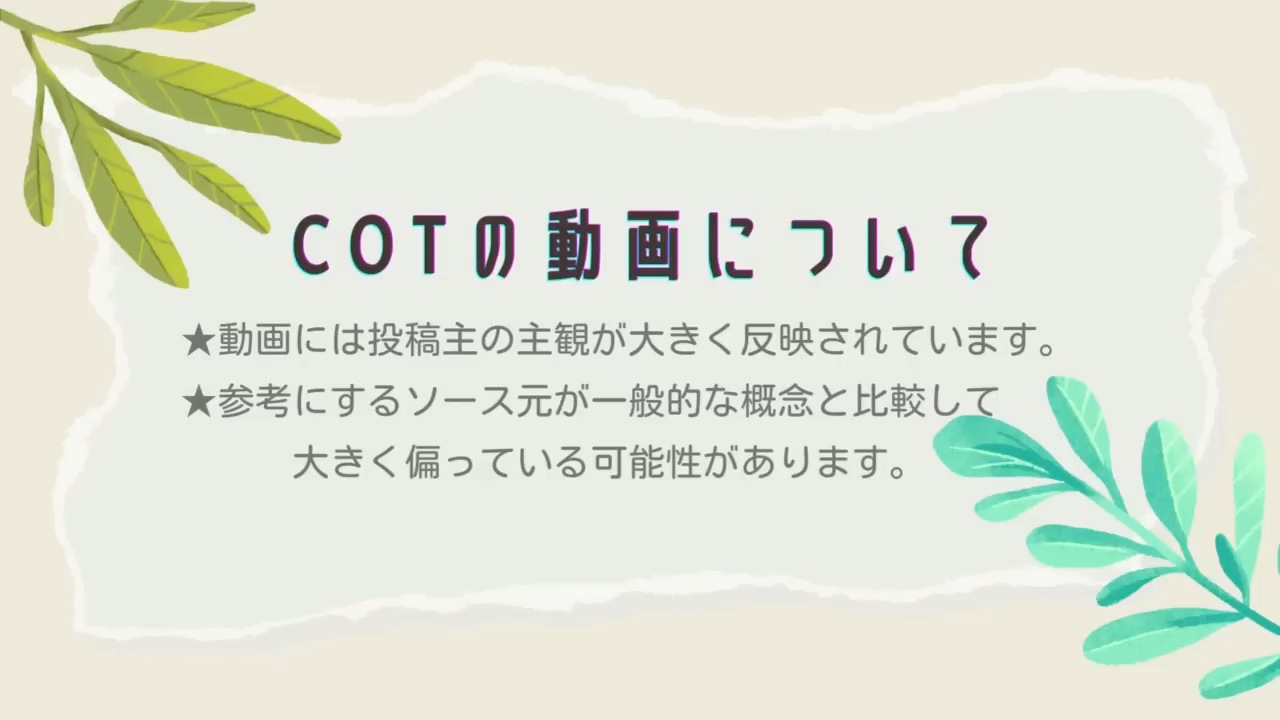 COTの動画について
★動画には投稿主の主観が大きく反映されています。
★参考にするソース元が一般的な概念と比較して
大きく偏っている可能性があります。